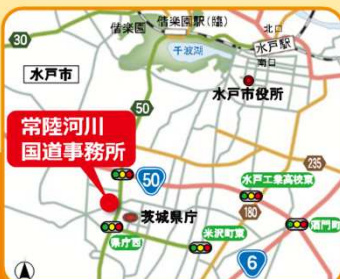 偕楽園駅(臨)
偕楽園
北口
水戸駅
南口
千波湖
30
水戸市
50
水戸市役所
常陸河川
国道事務所
50
水戸工業高校東
235
茨城県庁
180
酒門町
県庁西
米沢町東
6